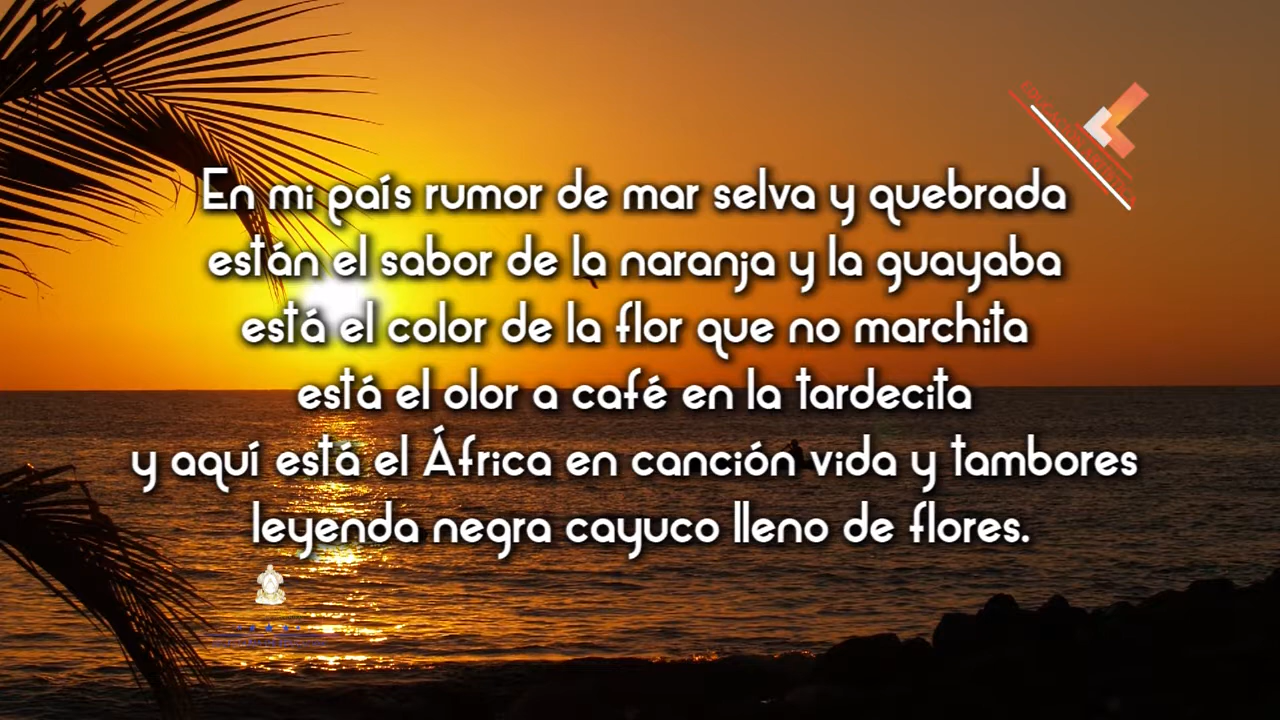 EDUCACIÓN ARTÍSTICA
En mi país rumor de mar selva y quebrada
están el sabor de la naranja y la guayaba
está el color de la flor que no marchita
está el olor a café en la tardecita
y aquí está el África en canción vida y tambores
leyenda negra cayuco lleno de flores.